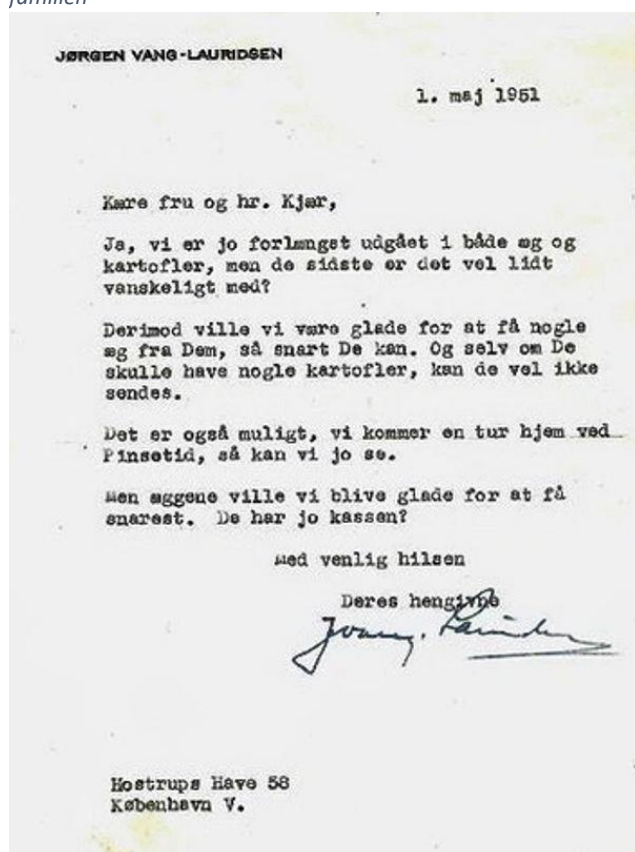 familien
JØRGEN VANG-LAURIDSEN
1. maj 1951
Kære fru og hr. Kjær,
Ja, vi er jo forlængst udgået i både æg og
kartofler, men de sidste er det vel lidt
vanskeligt med?
Derimod ville vi være glade for at få nogle
æg fra Dem, så snart De kan. Og selv om De
skulle have nogle kartofler, kan de vel ikke
sendes.
Det er også muligt, vi kommer en tur hjem ved
Pinsetid, så kan vi jo se.
Men æggene ville vi blive glade for at få
snarest. De har jo kassen?
Med venlig hilsen
Deres hengivne
Hostrups Have 58
København V.